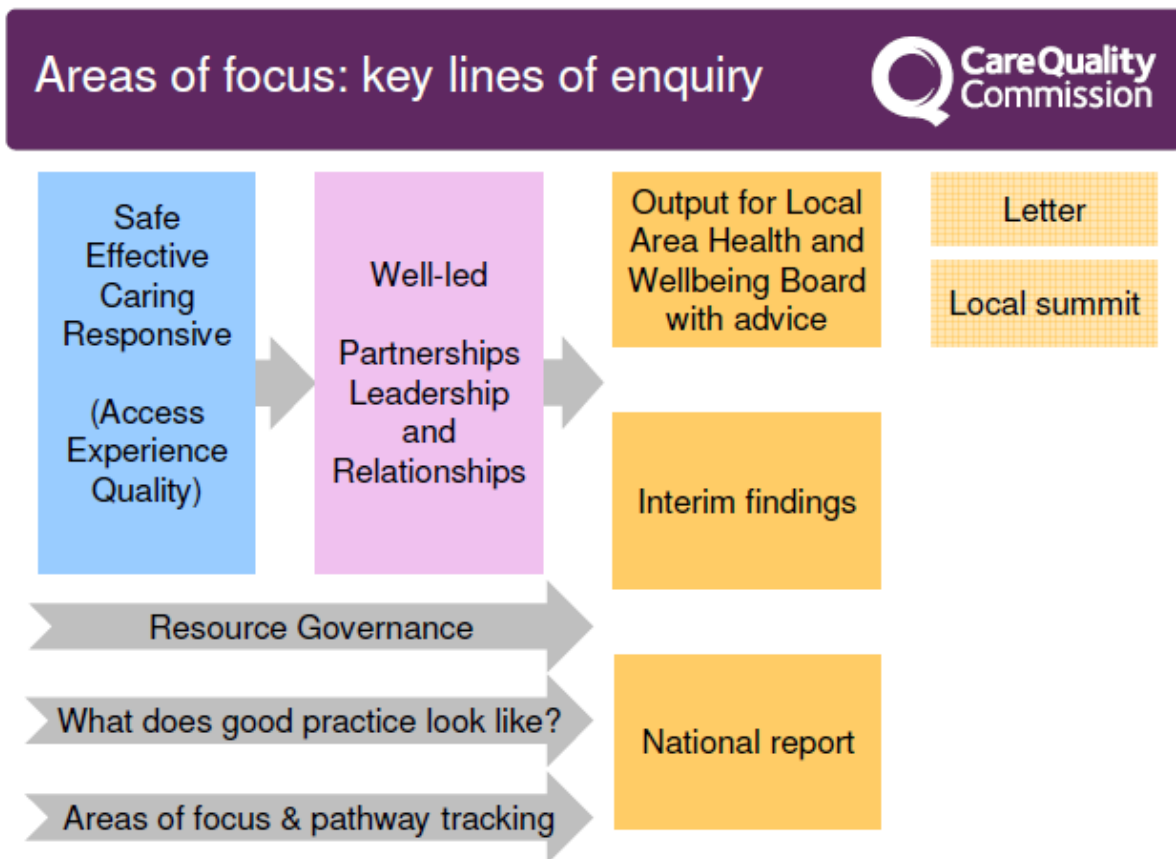 Areas of focus: key lines of enquiry
CareQuality
Commission
Safe
Effective
Caring
Responsive
(Access
Experience
Quality)
Well-led
Partnerships
Leadership
and
Relationships
Output for Local
Area Health and
Wellbeing Board
with advice
Letter
Local summit
Interim findings
National report
Resource Governance
What does good practice look like?
Areas of focus & pathway tracking